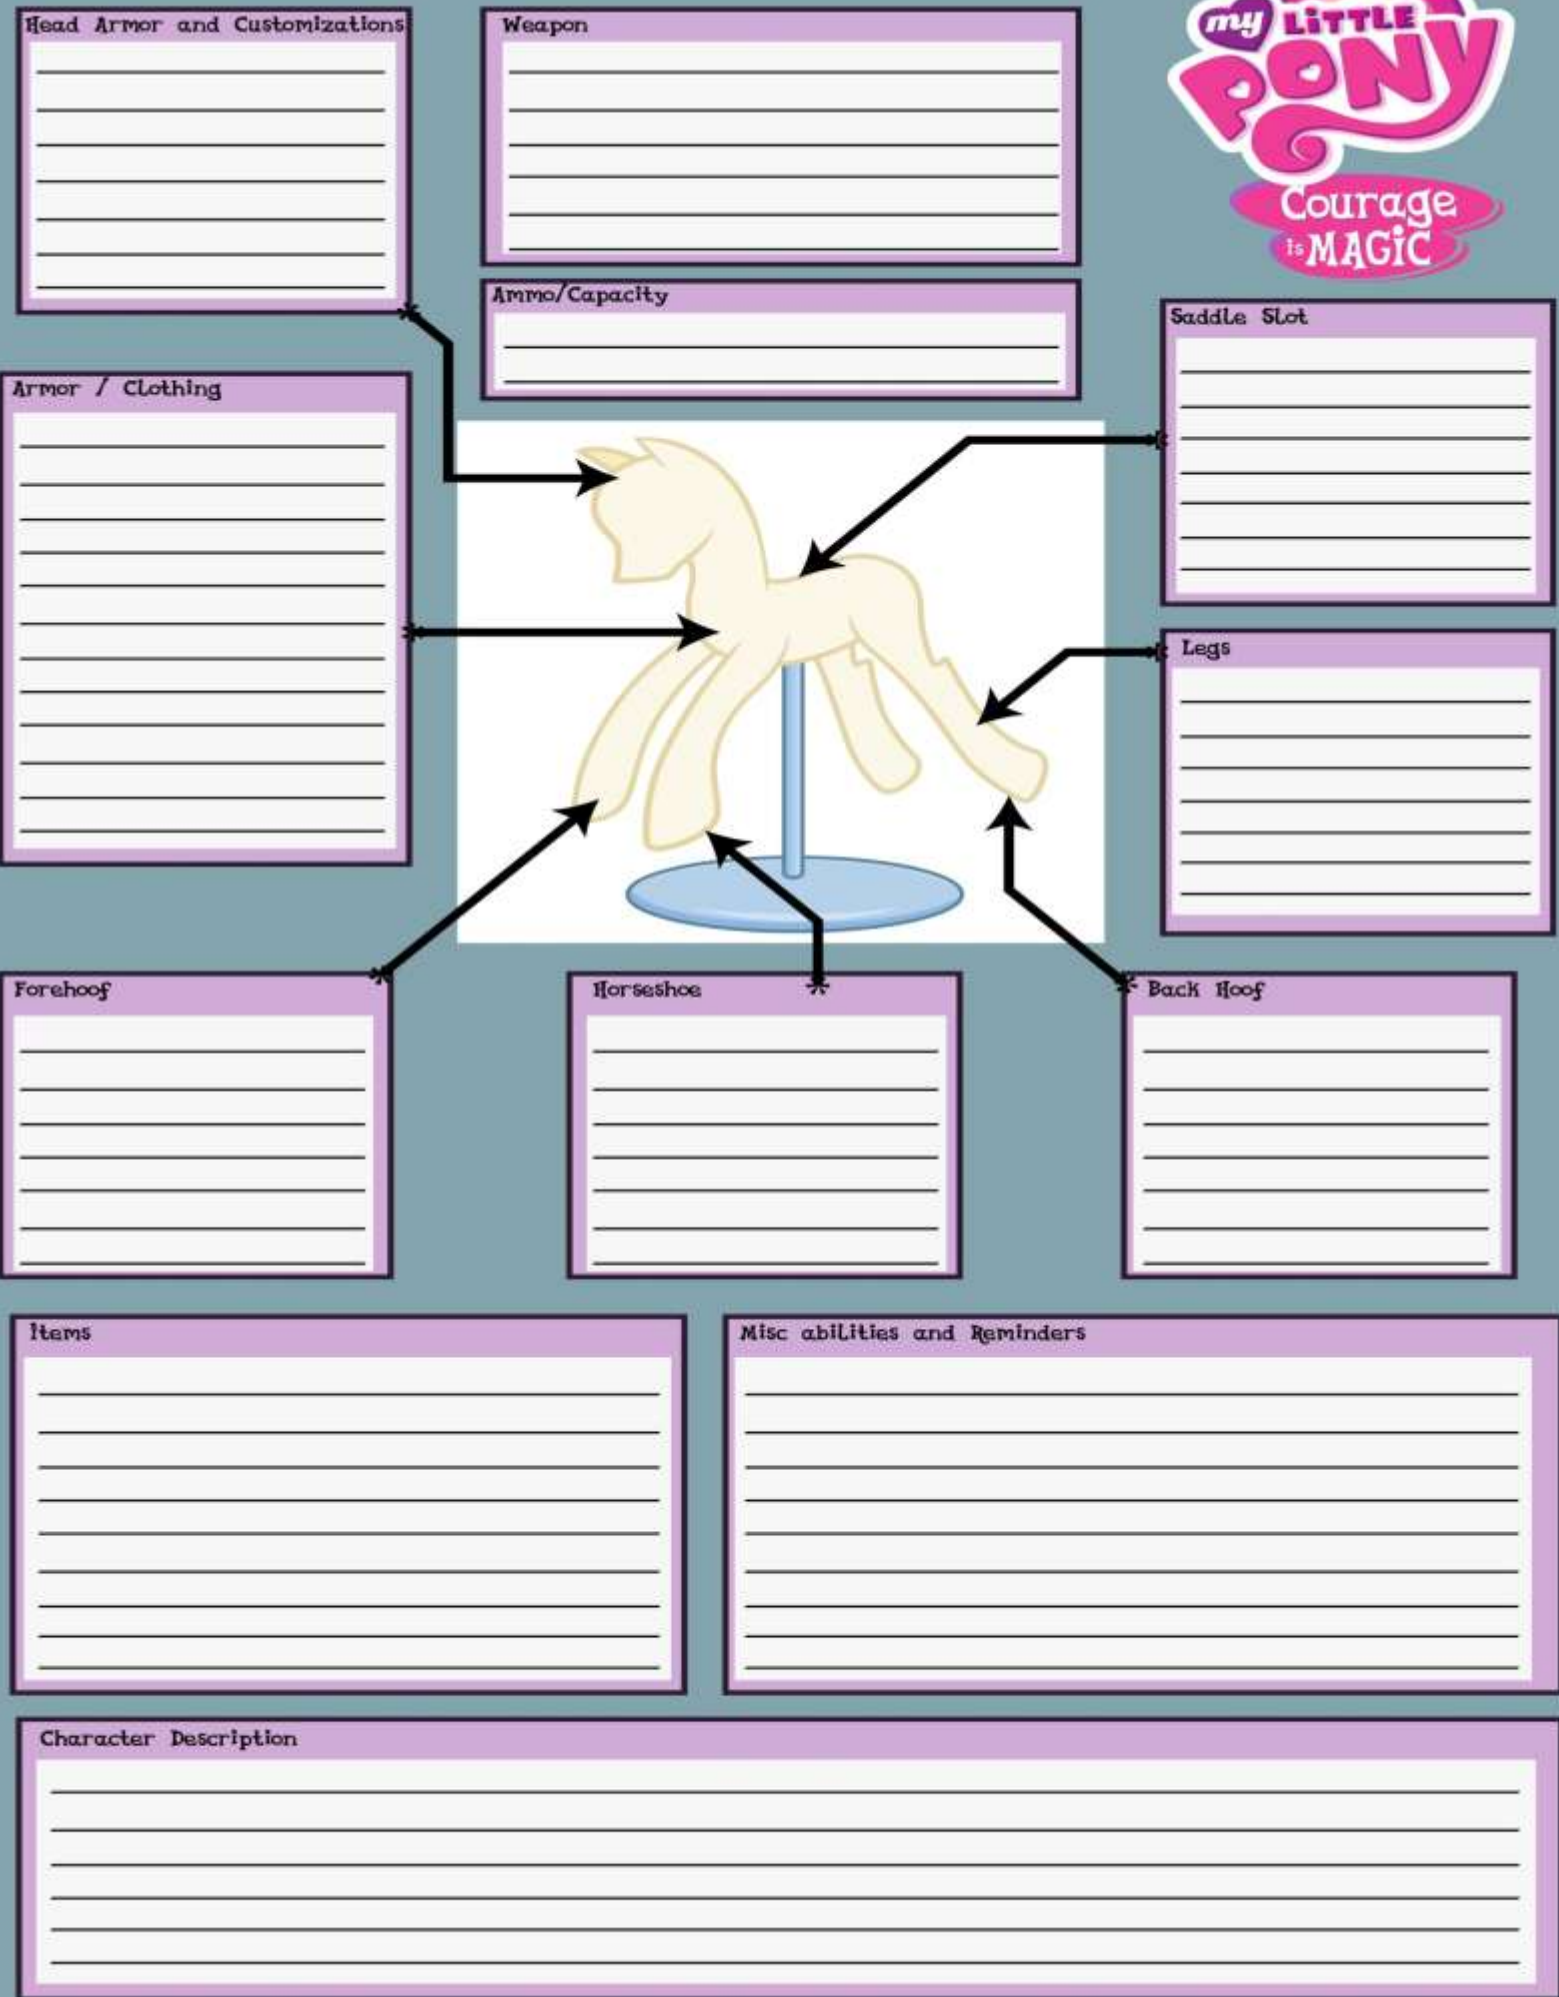 Head Armor and Customizations
Weapon
my LiTTLE
PONY
Courage
is MAGiC
Ammo/Capacity
Saddle Slot
Armor / Clothing
Legs
Forehoof
Horseshoe
Back Hoof
Items
Misc abilities and Reminders
Character Description